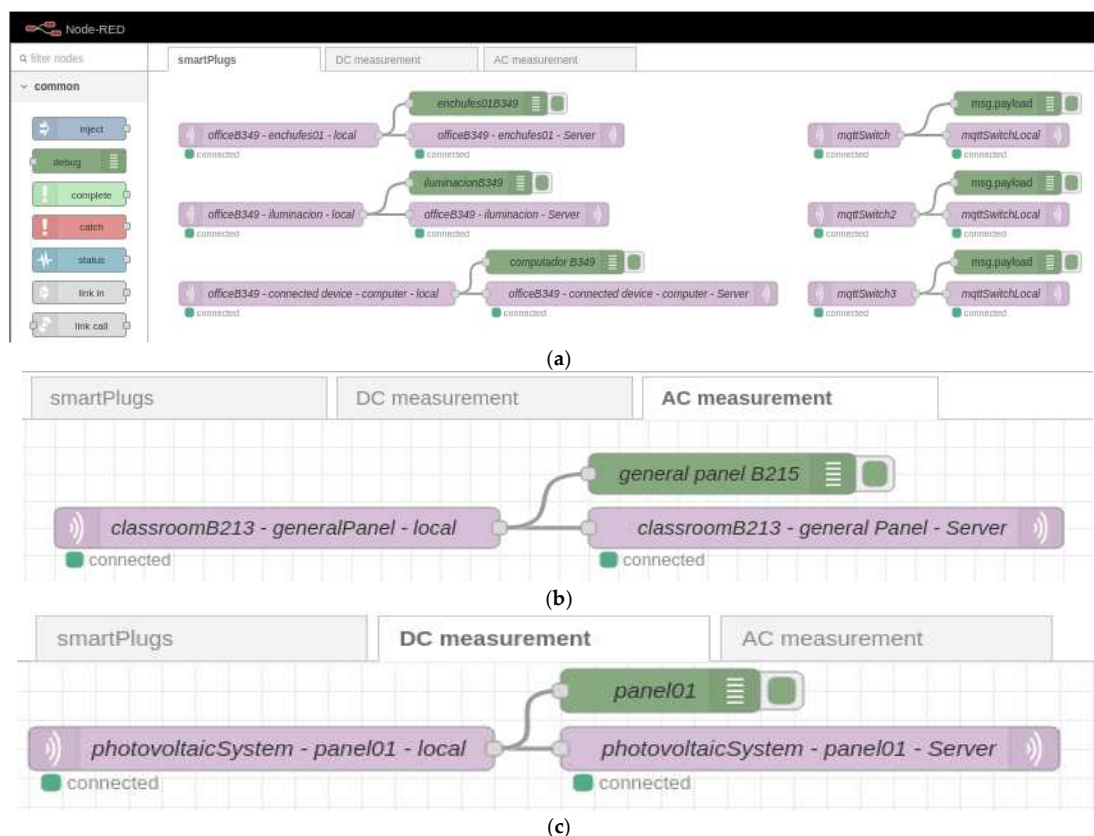 Node-RED
filter nodes
smartPlugs
DC measurement
AC measurement
common
inject
debug
complete
catch
status
link in
link call
enchufes01B349
officeB349 - enchufes01 - local
officeB349 - enchufes01 - Server
connected
connected
iluminacionB349
officeB349 - iluminacion - local
officeB349 - iluminacion - Server
connected
connected
computador B349
officeB349 - connected device - computer - local
officeB349 - connected device - computer - Server
connected
connected
msg.payload
mqttSwitch
mqttSwitchLocal
connected
connected
msg.payload
mqttSwitch2
mqttSwitchLocal
connected
connected
msg.payload
mqttSwitch3
mqttSwitchLocal
connected
connected
(a)
smartPlugs
DC measurement
AC measurement
general panel B215
classroomB213 - generalPanel - local
classroomB213 - general Panel - Server
connected
connected
(b)
smartPlugs
DC measurement
AC measurement
panel01
photovoltaicSystem - panel01 - local
photovoltaicSystem - panel01 - Server
connected
connected
(c)